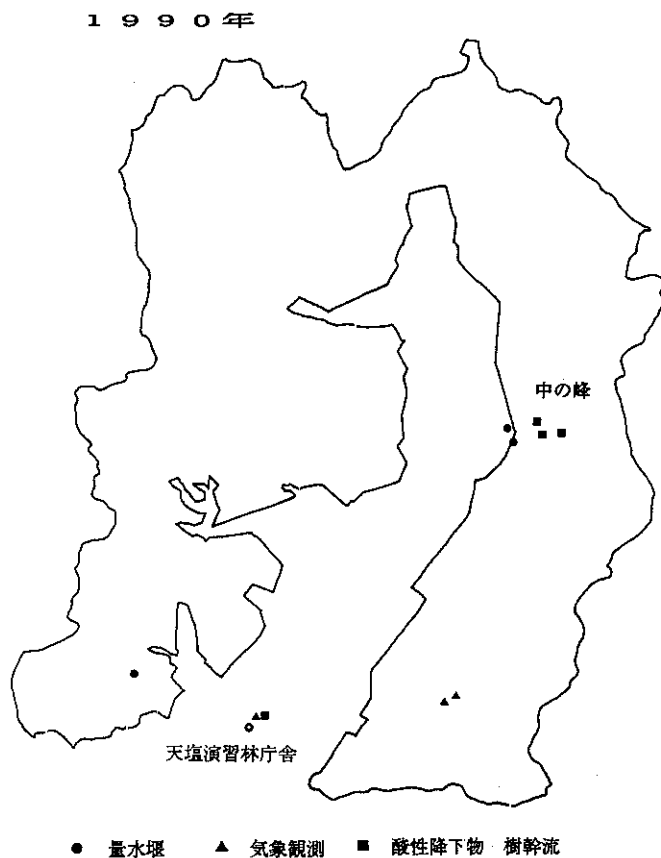 1990年
中の峰
天塩演習林庁舎
● 量水堰 ▲ 気象観測 ■ 酸性降下物 樹幹流